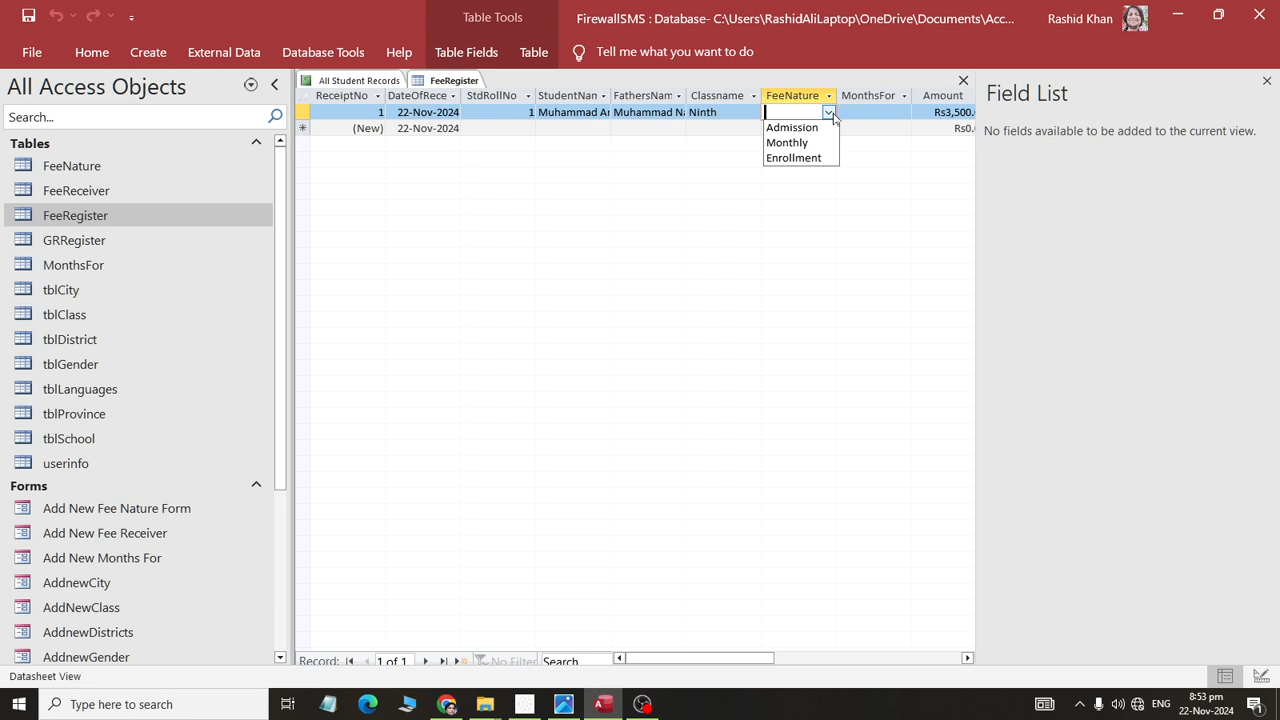 Table Tools
FirewallSMS : Database- C:\Users\RashidAliLaptop\OneDrive\Documents\Acc...
Rashid Khan
File Home Create External Data Database Tools Help Table Fields Table Tell me what you want to do
All Access Objects
Search...
Tables
FeeNature
FeeReceiver
FeeRegister
GRRegister
MonthsFor
tblCity
tblClass
tblDistrict
tblGender
tblLanguages
tblProvince
tblSchool
userinfo
Forms
Add New Fee Nature Form
Add New Fee Receiver
Add New Months For
AddnewCity
AddNewClass
AddnewDistricts
AddnewGender
All Student Records FeeRegister
ReceiptNo DateOfRece StdRollNo StudentNan FathersNam Classname FeeNature MonthsFor Amount
1 22-Nov-2024 1 Muhammad Ar Muhammad Na Ninth Rs3,500.
(New) 22-Nov-2024 Rs0.
Admission
Monthly
Enrollment
Record: 1 of 1 No Filter Search
Field List
No fields available to be added to the current view.
Datasheet View
Type here to search
ENG
8:53 pm
22-Nov-2024
1